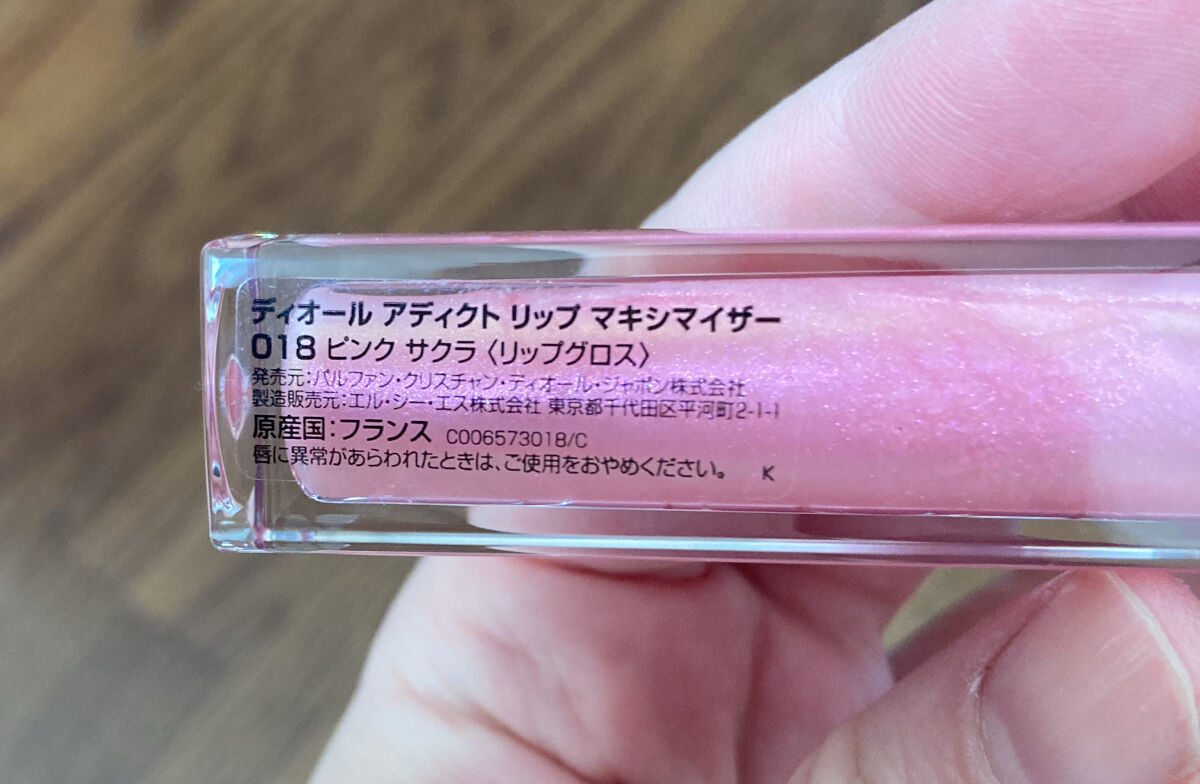 ディオール アディクト リップ マキシマイザー
018 ピンク サクラ〈リップグロス〉
発売元:パルファン・クリスチャン・ディオール・ジャポン株式会社
製造販売元:エル・シー・エス株式会社 東京都千代田区平河町2-1-1
原産国:フランス C006573018/C
唇に異常があらわれたときは、ご使用をおやめください。 K